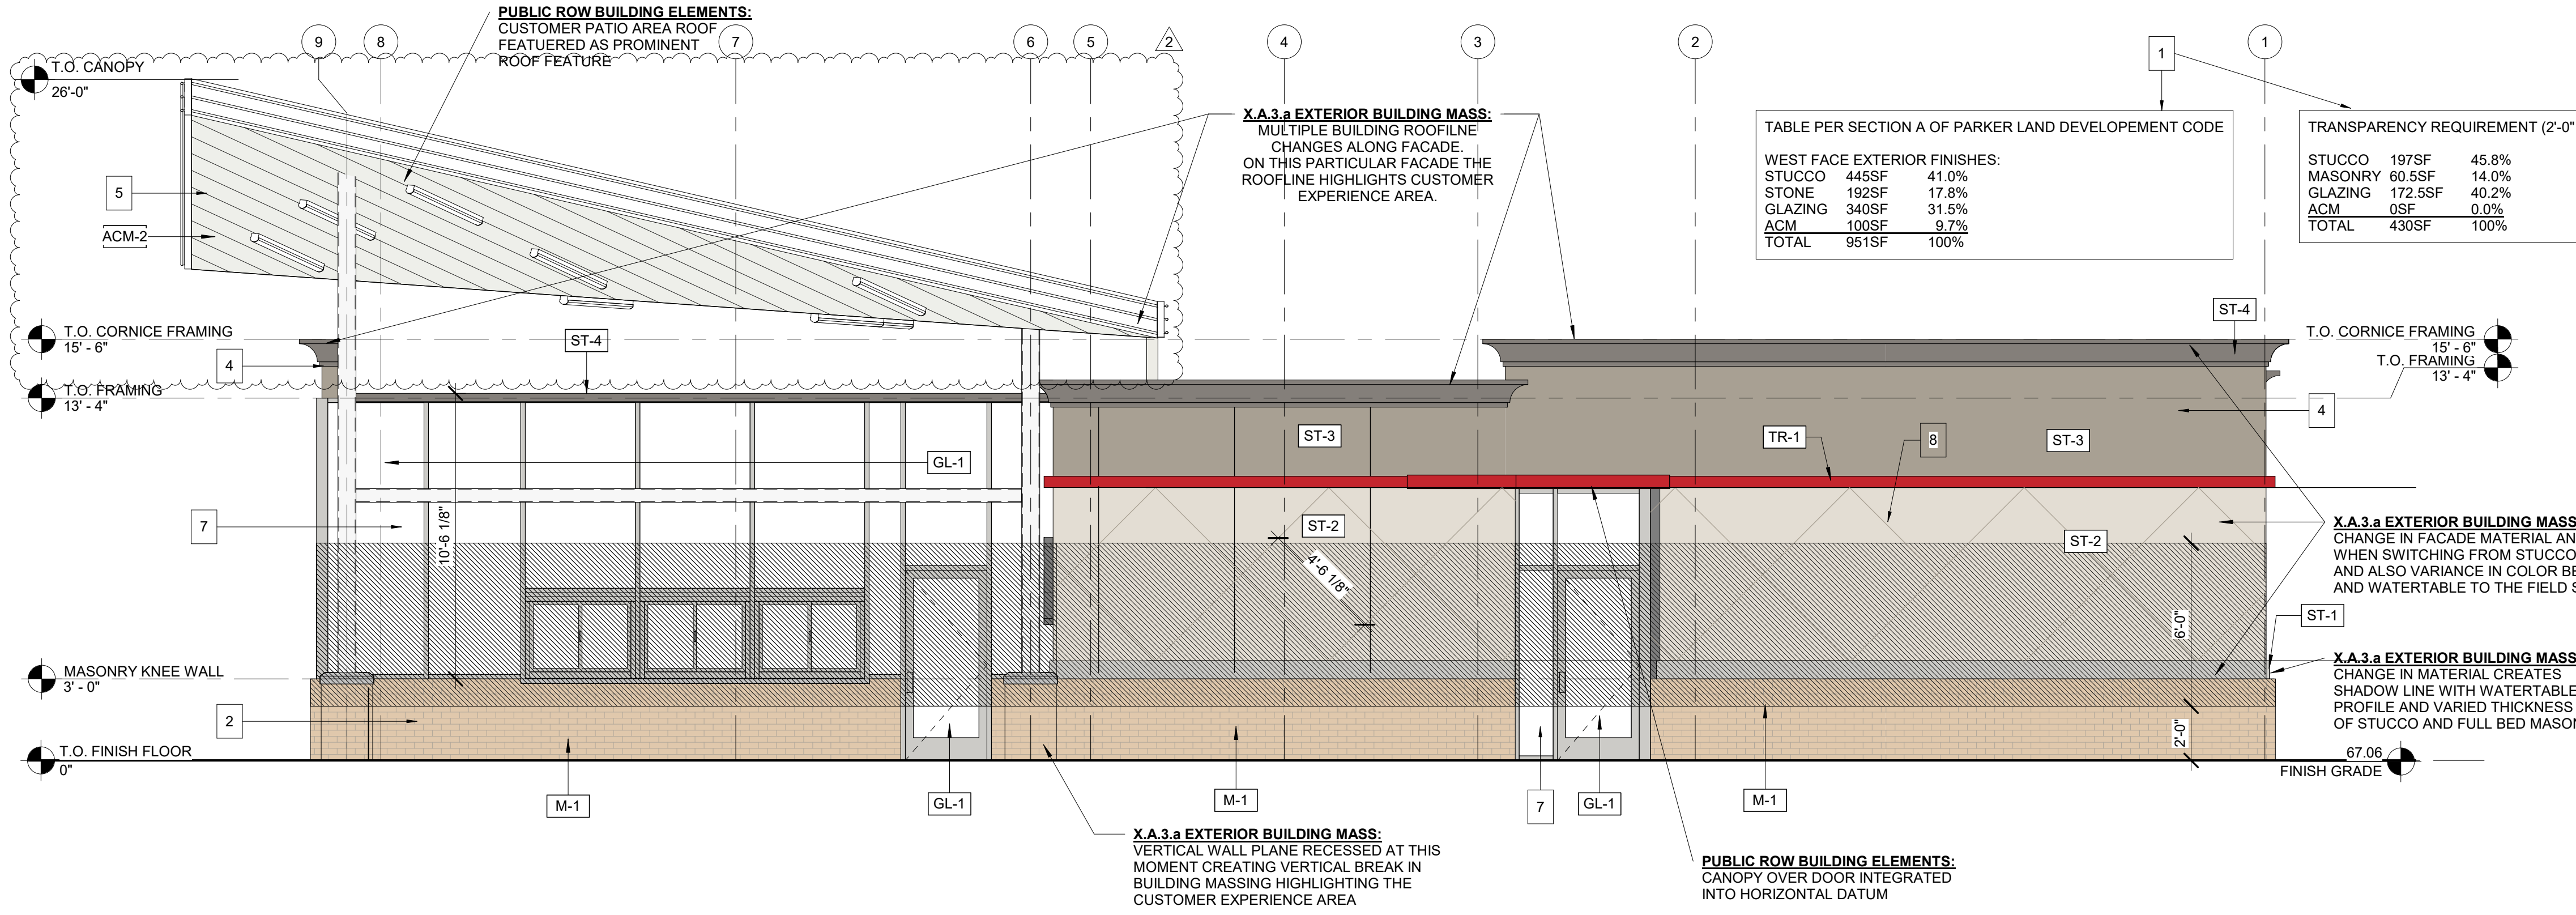 PUBLIC ROW BUILDING ELEMENTS:
CUSTOMER PATIO AREA ROOF
FEATUERED AS PROMINENT
ROOF FEATURE
9
8
7
6
5
2
4
3
2
1
1
T.O. CANOPY
26'-0"
X.A.3.a EXTERIOR BUILDING MASS:
MULTIPLE BUILDING ROOFILNE
CHANGES ALONG FACADE.
ON THIS PARTICULAR FACADE THE
ROOFLINE HIGHLIGHTS CUSTOMER
EXPERIENCE AREA.
TABLE PER SECTION A OF PARKER LAND DEVELOPEMENT CODE
WEST FACE EXTERIOR FINISHES:
STUCCO 445SF 41.0%
STONE 192SF 17.8%
GLAZING 340SF 31.5%
ACM 100SF 9.7%
TOTAL 951SF 100%
TRANSPARENCY REQUIREMENT (2'-0"
STUCCO 197SF 45.8%
MASONRY 60.5SF 14.0%
GLAZING 172.5SF 40.2%
ACM 0SF 0.0%
TOTAL 430SF 100%
5
ACM-2
T.O. CORNICE FRAMING
15' - 6"
4
T.O. FRAMING
13' - 4"
ST-4
ST-4
T.O. CORNICE FRAMING
15' - 6"
T.O. FRAMING
13' - 4"
4
GL-1
ST-3
TR-1
8
ST-3
7
10'-6 1/8"
ST-2
4'-6 1/8"
ST-2
6'-0"
X.A.3.a EXTERIOR BUILDING MASS
CHANGE IN FACADE MATERIAL AN
WHEN SWITCHING FROM STUCCO
AND ALSO VARIANCE IN COLOR BE
AND WATERTABLE TO THE FIELD S
ST-1
X.A.3.a EXTERIOR BUILDING MASS
CHANGE IN MATERIAL CREATES
SHADOW LINE WITH WATERTABLE
PROFILE AND VARIED THICKNESS
OF STUCCO AND FULL BED MASON
MASONRY KNEE WALL
3' - 0"
2
2'-0"
T.O. FINISH FLOOR
0"
67.06
FINISH GRADE
M-1
GL-1
M-1
7
GL-1
M-1
X.A.3.a EXTERIOR BUILDING MASS:
VERTICAL WALL PLANE RECESSED AT THIS
MOMENT CREATING VERTICAL BREAK IN
BUILDING MASSING HIGHLIGHTING THE
CUSTOMER EXPERIENCE AREA
PUBLIC ROW BUILDING ELEMENTS:
CANOPY OVER DOOR INTEGRATED
INTO HORIZONTAL DATUM